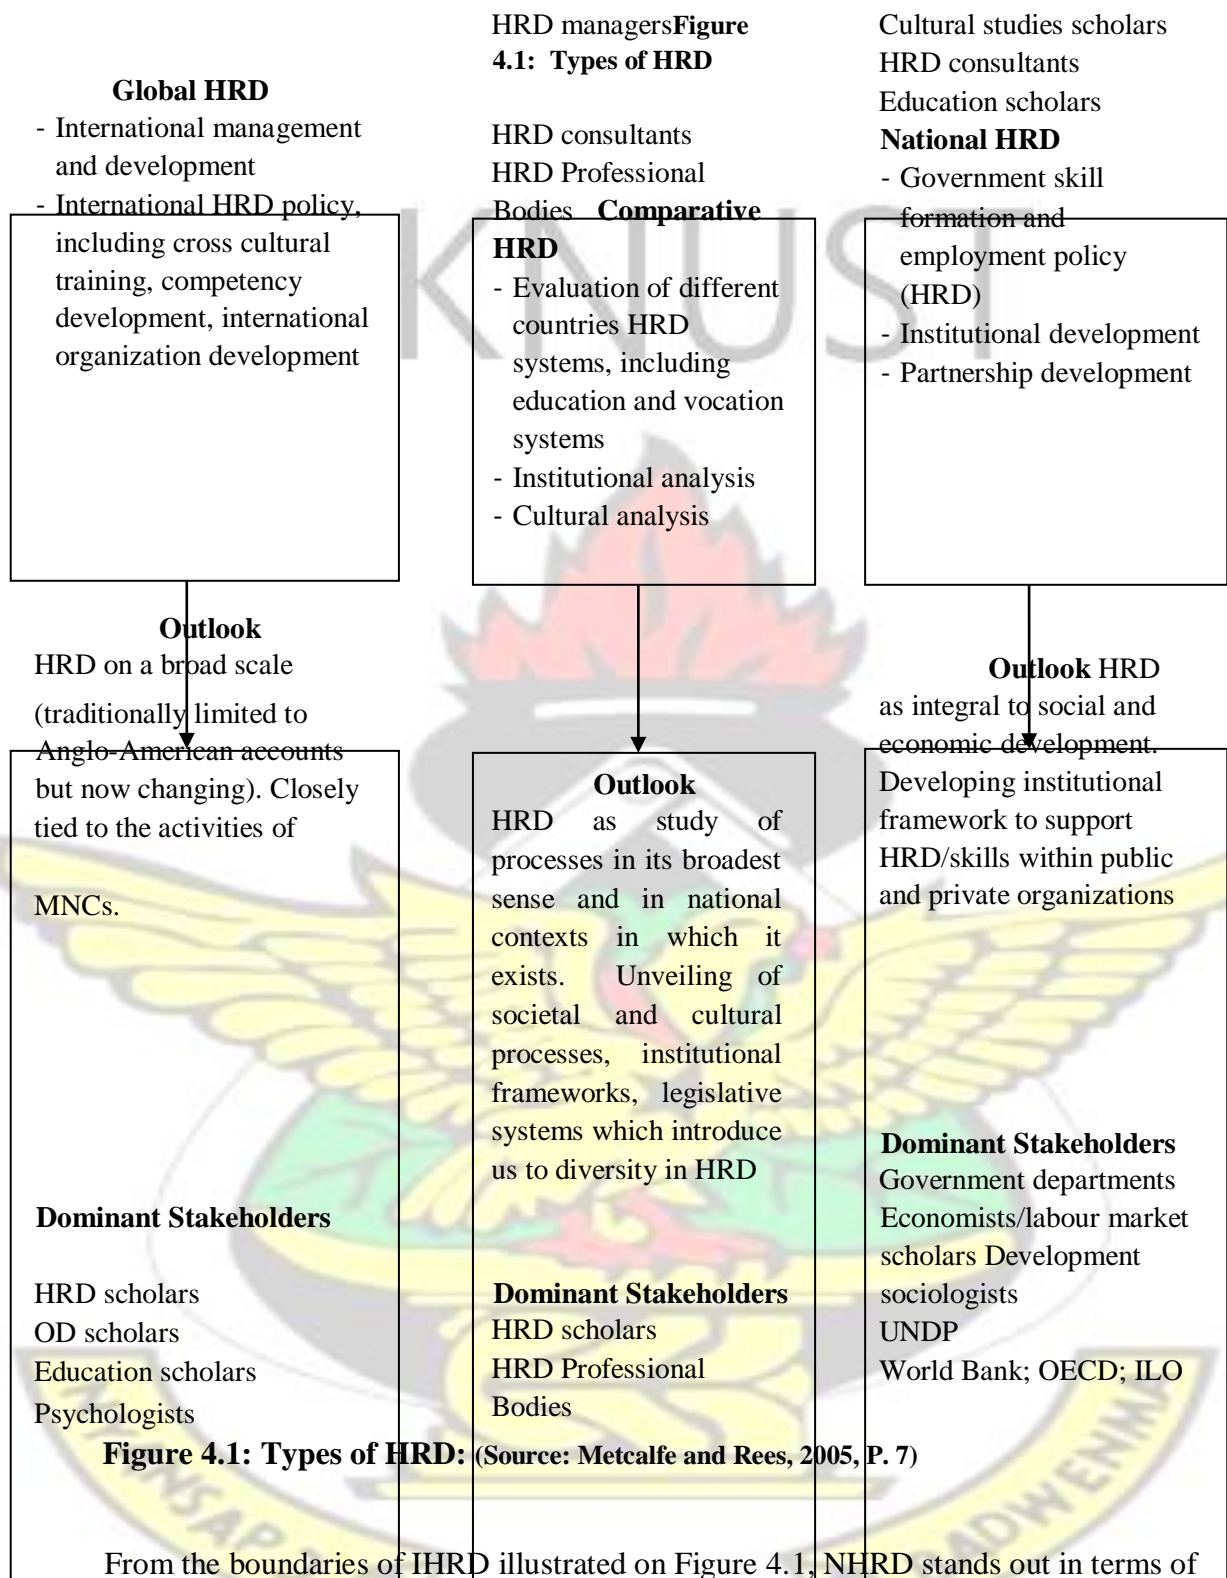 HRD managersFigure
4.1: Types of HRD
HRD consultants
HRD Professional
Bodies Comparative
HRD
- Evaluation of different
countries HRD
systems, including
education and vocation
systems
- Institutional analysis
- Cultural analysis
Cultural studies scholars
HRD consultants
Education scholars
National HRD
- Government skill
formation and
employment policy
(HRD)
- Institutional development
- Partnership development
Global HRD
- International management
and development
- International HRD policy,
including cross cultural
training, competency
development, international
organization development
KNUST
Outlook
HRD on a broad scale
(traditionally limited to
Anglo-American accounts
but now changing). Closely
tied to the activities of
MNCs.
Dominant Stakeholders
HRD scholars
OD scholars
Education scholars
Psychologists
Outlook
HRD as study of
processes in its broadest
sense and in national
contexts in which it
exists. Unveiling of
societal and cultural
processes, institutional
frameworks, legislative
systems which introduce
us to diversity in HRD
Dominant Stakeholders
HRD scholars
HRD Professional
Bodies
Outlook HRD
as integral to social and
economic development.
Developing institutional
framework to support
HRD/skills within public
and private organizations
Dominant Stakeholders
Government departments
Economists/labour market
scholars Development
sociologists
UNDP
World Bank; OECD; ILO
Figure 4.1: Types of HRD: (Source: Metcalfe and Rees, 2005, P. 7)
From the boundaries of IHRD illustrated on Figure 4.1, NHRD stands out in terms of